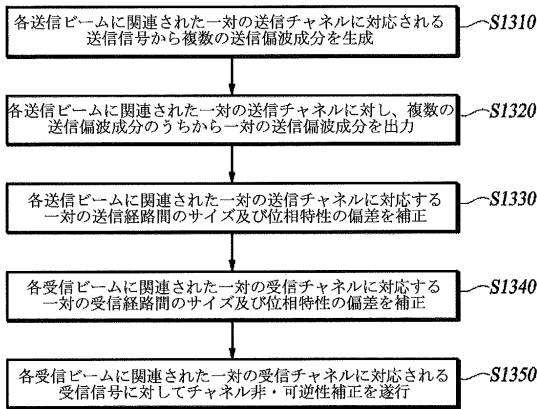 各送信ビームに関連された一対の送信チャネルに対応される
送信信号から複数の送信偏波成分を生成
S1310
各送信ビームに関連された一対の送信チャネルに対し、複数の
送信偏波成分のうちから一対の送信偏波成分を出力
S1320
各送信ビームに関連された一対の送信チャネルに対応する
一対の送信経路間のサイズ及び位相特性の偏差を補正
S1330
各受信ビームに関連された一対の受信チャネルに対応する
一対の受信経路間のサイズ及び位相特性の偏差を補正
S1340
各受信ビームに関連された一対の受信チャネルに対応される
受信信号に対してチャネル非・可逆性補正を遂行
S1350